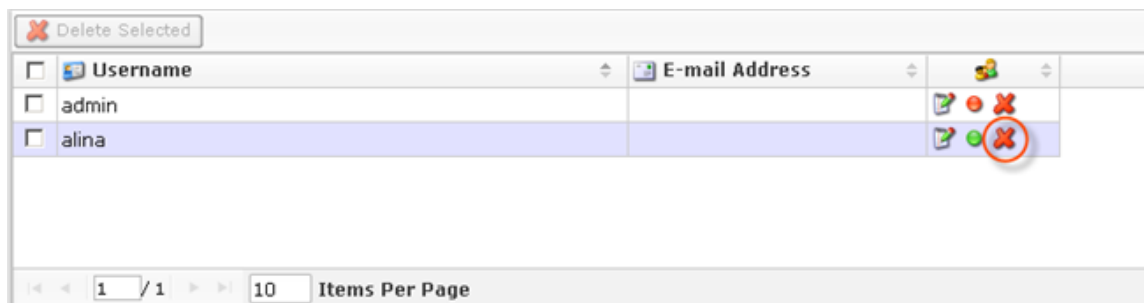 Delete Selected
Username E-mail Address
admin
alina
1 / 1 10 Items Per Page